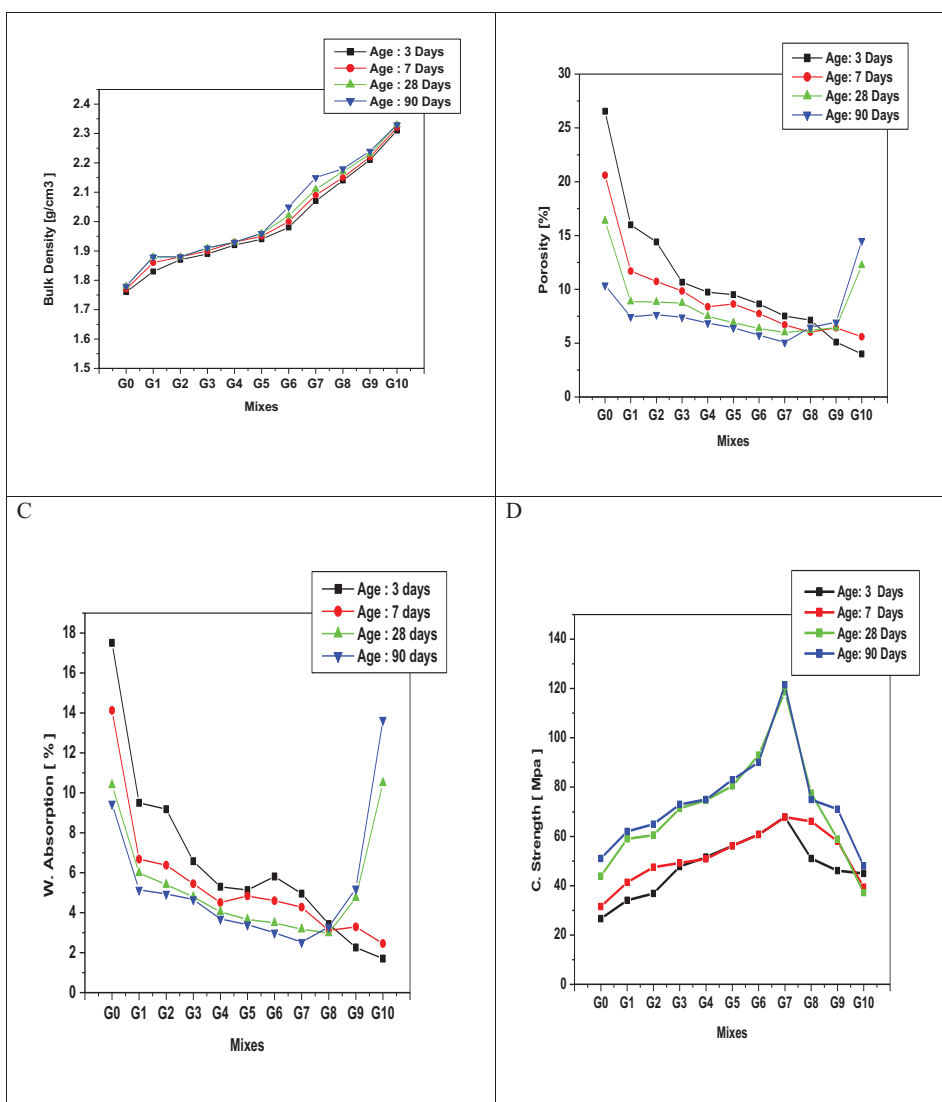 Age : 3 Days
Age : 7 Days
Age : 28 Days
Age : 90 Days
2.4
2.3
2.2
2.1
2.0
1.9
1.8
1.7
1.6
1.5
Bulk Density [g/cm3 ]
G0 G1 G2 G3 G4 G5 G6 G7 G8 G9 G10
Mixes
Age: 3 Days
Age: 7 Days
Age: 28 Days
Age: 90 Days
30
25
20
15
10
5
0
Porosity [%]
G0 G1 G2 G3 G4 G5 G6 G7 G8 G9 G10
Mixes
C
Age : 3 days
Age : 7 days
Age : 28 days
Age : 90 days
18
16
14
12
10
8
6
4
2
0
W. Absorption [ % ]
G0 G1 G2 G3 G4 G5 G6 G7 G8 G9 G10
Mixes
D
Age: 3 Days
Age: 7 Days
Age: 28 Days
Age: 90 Days
140
120
100
80
60
40
20
0
C. Strength [ Mpa ]
G0 G1 G2 G3 G4 G5 G6 G7 G8 G9 G10
Mixes